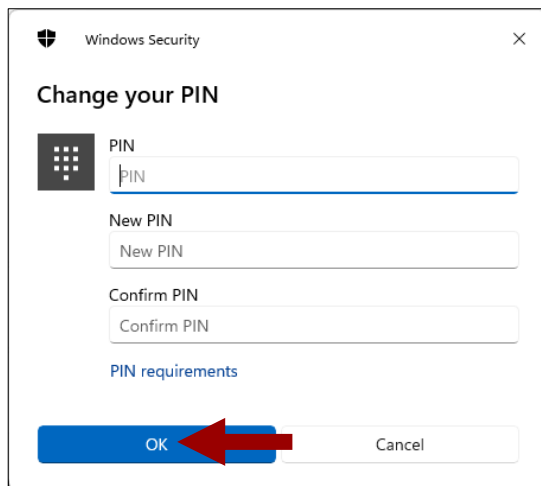 Windows Security
Change your PIN
PIN
PIN
New PIN
New PIN
Confirm PIN
Confirm PIN
PIN requirements
OK Cancel